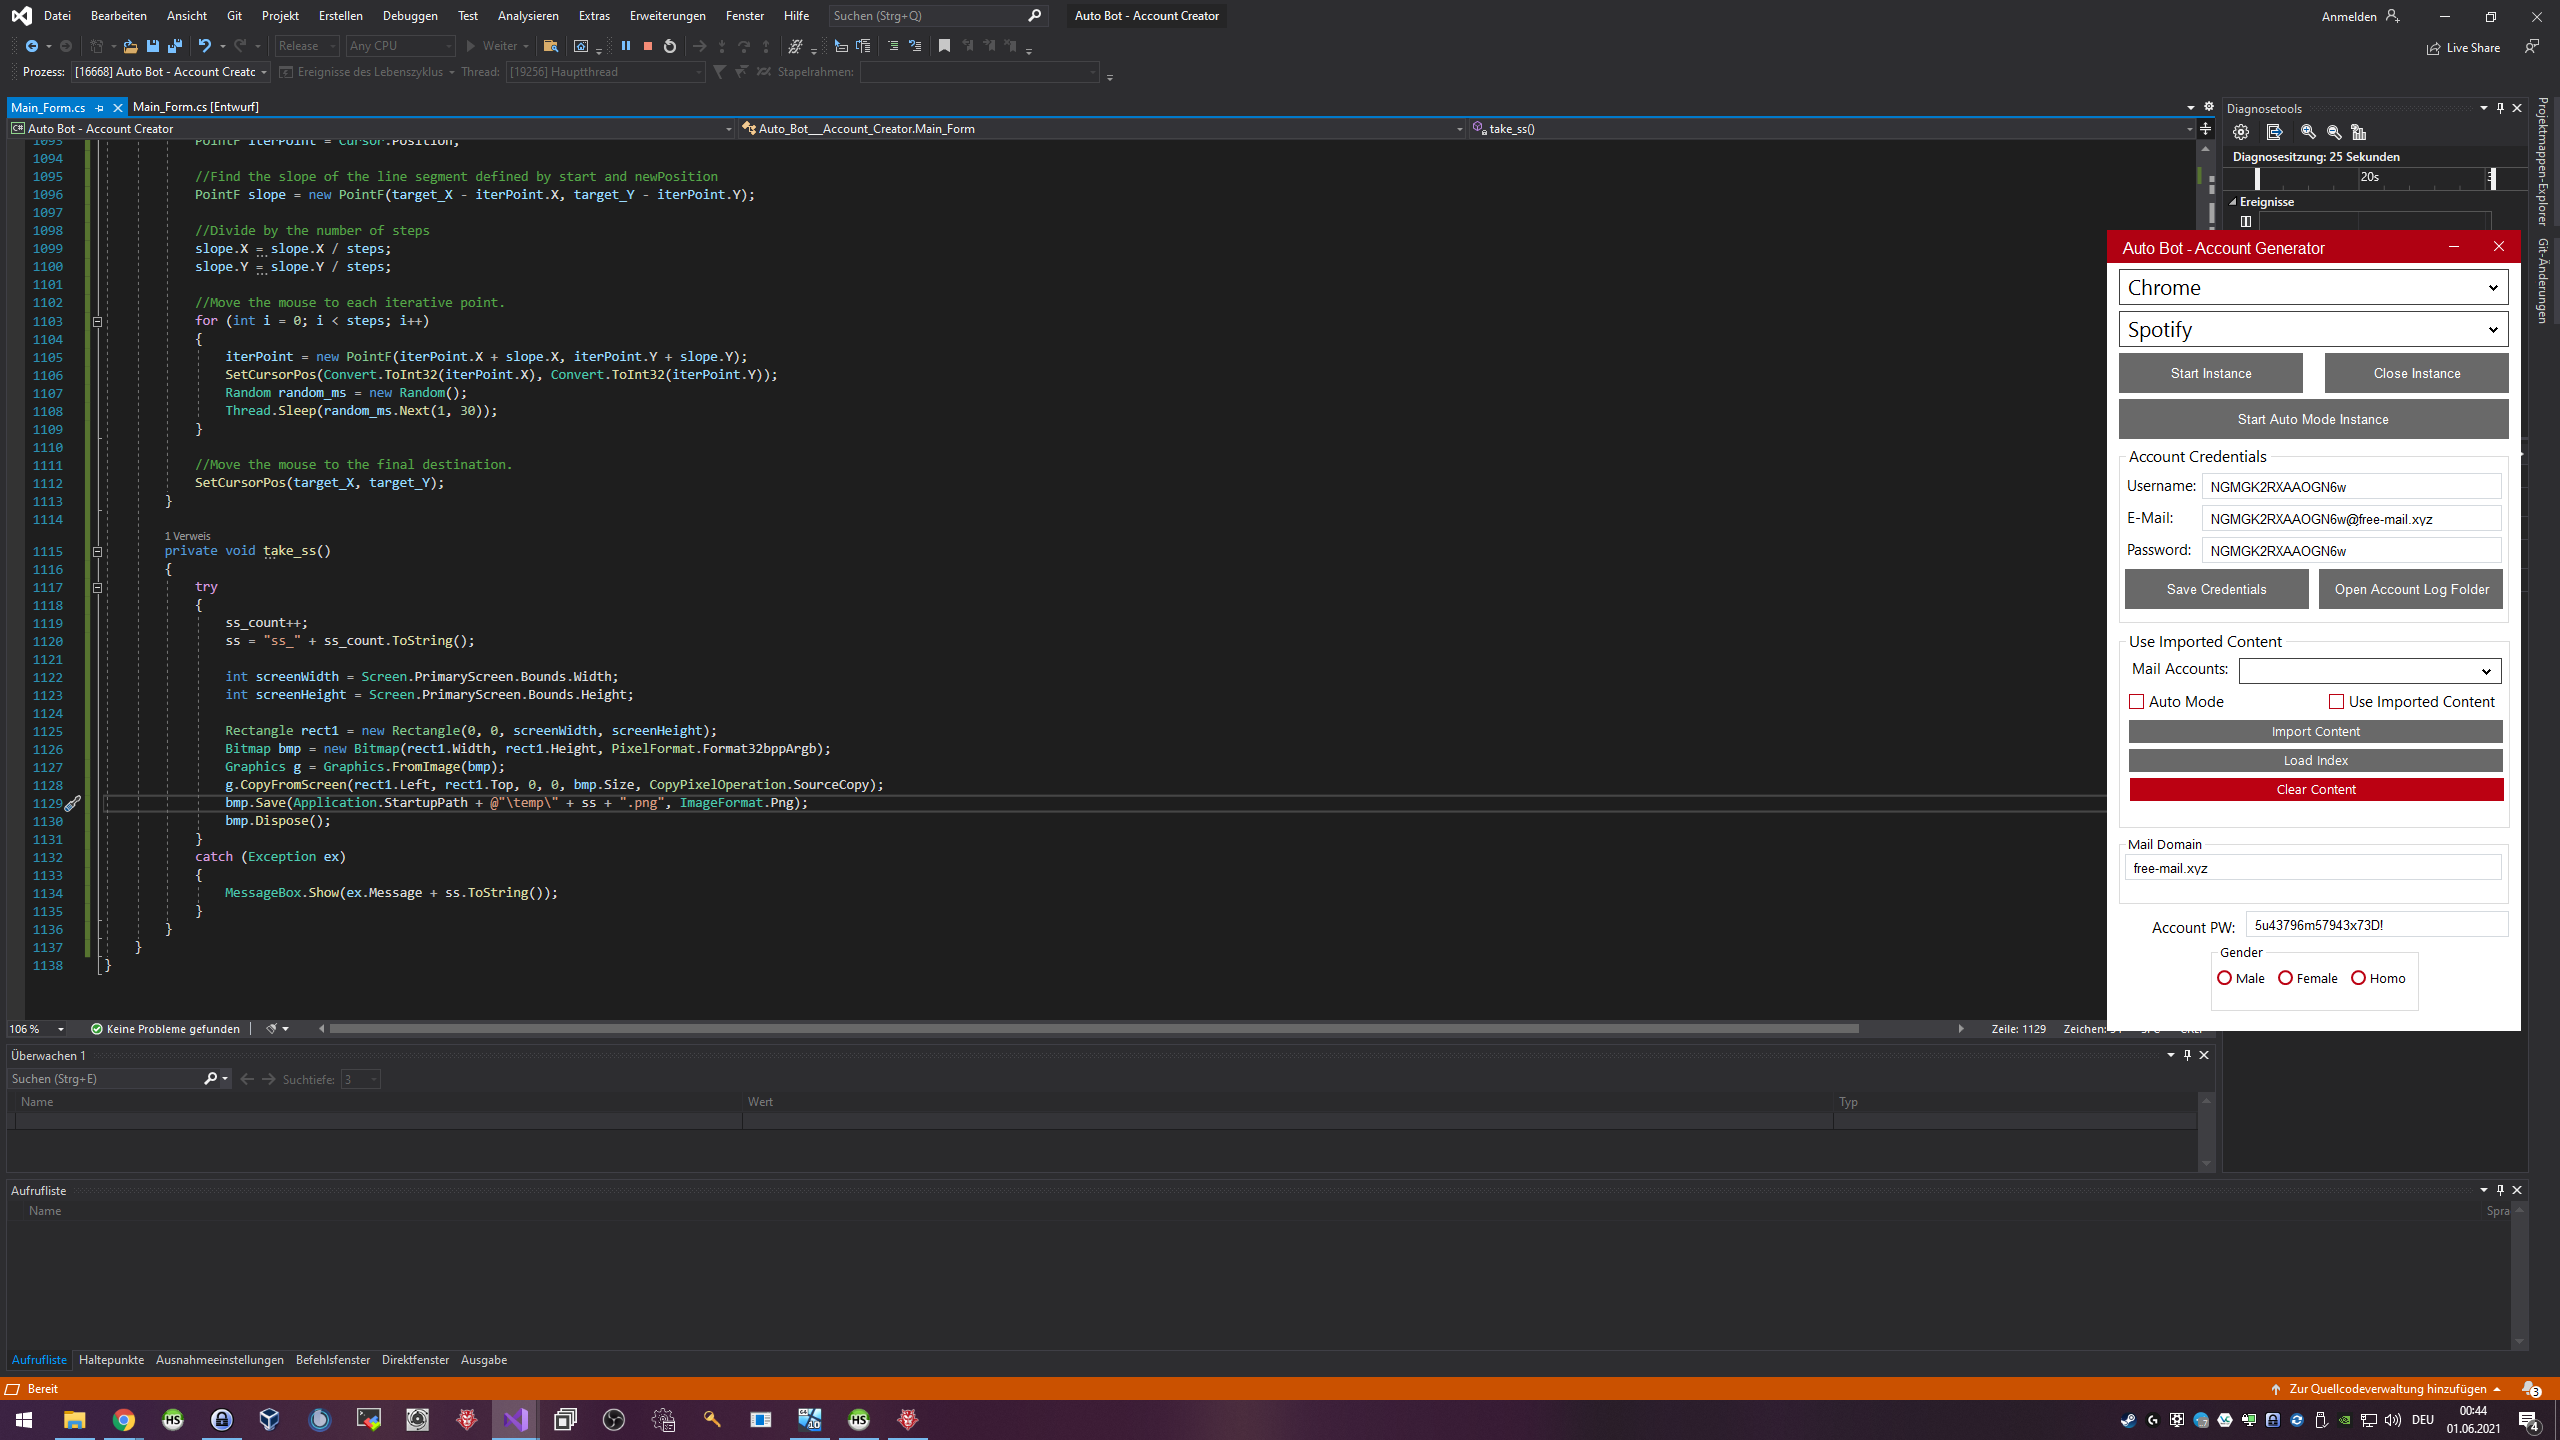 Datei Bearbeiten Ansicht Git Projekt Erstellen Debuggen Test Analysieren Extras Erweiterungen Fenster Hilfe Suchen (Strg+Q) Auto Bot - Account Creator Anmelden
Release Any CPU Weiter Live Share
Prozess: [16668] Auto Bot - Account Creatc Ereignisse des Lebenszyklus Thread: [19256] Hauptthread Stapelrahmen:
Main_Form.cs Main_Form.cs [Entwurf]
Auto Bot - Account Creator Auto_Bot___Account_Creator.Main_Form take_ss()
1093 PointF iterPoint = Cursor.Position;
1094
1095 //Find the slope of the line segment defined by start and newPosition
1096 PointF slope = new PointF(target_X - iterPoint.X, target_Y - iterPoint.Y);
1097
1098 //Divide by the number of steps
1099 slope.X = slope.X / steps;
1100 slope.Y = slope.Y / steps;
1101
1102 //Move the mouse to each iterative point.
1103 for (int i = 0; i < steps; i++)
1104 {
1105 iterPoint = new PointF(iterPoint.X + slope.X, iterPoint.Y + slope.Y);
1106 SetCursorPos(Convert.ToInt32(iterPoint.X), Convert.ToInt32(iterPoint.Y));
1107 Random random_ms = new Random();
1108 Thread.Sleep(random_ms.Next(1, 30));
1109 }
1110
1111 //Move the mouse to the final destination.
1112 SetCursorPos(target_X, target_Y);
1113 }
1114
1 Verweis
1115 private void take_ss()
1116 {
1117 try
1118 {
1119 ss_count++;
1120 ss = "ss_" + ss_count.ToString();
1121
1122 int screenWidth = Screen.PrimaryScreen.Bounds.Width;
1123 int screenHeight = Screen.PrimaryScreen.Bounds.Height;
1124
1125 Rectangle rect1 = new Rectangle(0, 0, screenWidth, screenHeight);
1126 Bitmap bmp = new Bitmap(rect1.Width, rect1.Height, PixelFormat.Format32bppArgb);
1127 Graphics g = Graphics.FromImage(bmp);
1128 g.CopyFromScreen(rect1.Left, rect1.Top, 0, 0, bmp.Size, CopyPixelOperation.SourceCopy);
1129 bmp.Save(Application.StartupPath + @"\temp\" + ss + ".png", ImageFormat.Png);
1130 bmp.Dispose();
1131 }
1132 catch (Exception ex)
1133 {
1134 MessageBox.Show(ex.Message + ss.ToString());
1135 }
1136 }
1137 }
1138 }
106 % Keine Probleme gefunden Zeile: 1129 Zeichen:
Diagnosetools
Diagnosesitzung: 25 Sekunden
20s
Ereignisse
Projektmappen-Explorer
Git-Änderungen
Auto Bot - Account Generator
Chrome
Spotify
Start Instance Close Instance
Start Auto Mode Instance
Account Credentials
Username: NGMGK2RXAAOGN6w
E-Mail: NGMGK2RXAAOGN6w@free-mail.xyz
Password: NGMGK2RXAAOGN6w
Save Credentials Open Account Log Folder
Use Imported Content
Mail Accounts:
Auto Mode Use Imported Content
Import Content
Load Index
Clear Content
Mail Domain
free-mail.xyz
Account PW: 5u43796m57943x73D!
Gender
Male Female Homo
Überwachen 1
Suchen (Strg+E) Suchtiefe: 3
Name Wert Typ
Aufrufliste
Name Spra
Aufrufliste Haltepunkte Ausnahmeeinstellungen Befehlsfenster Direktfenster Ausgabe
Bereit Zur Quellcodeverwaltung hinzufügen 3
DEU 00:44
01.06.2021 4